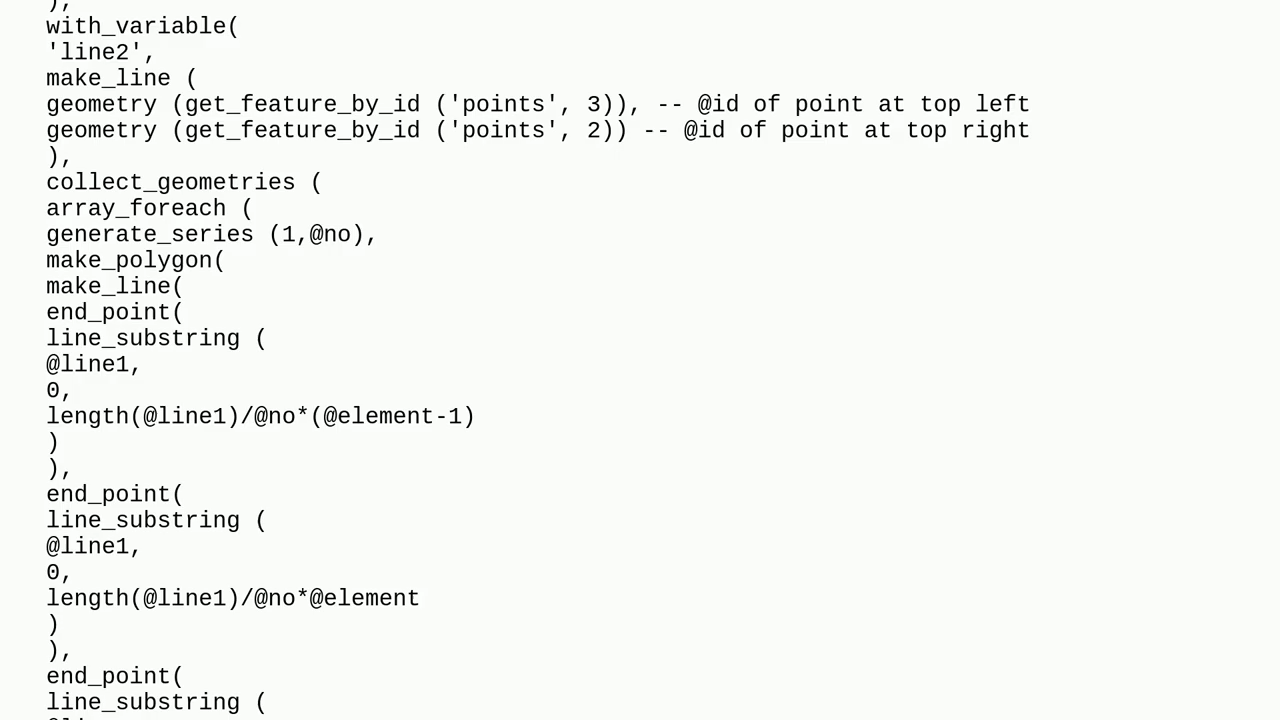 ),
with_variable(
'line2',
make_line (
geometry (get_feature_by_id ('points', 3)), -- @id of point at top left
geometry (get_feature_by_id ('points', 2)) -- @id of point at top right
),
collect_geometries (
array_foreach (
generate_series (1,@no),
make_polygon(
make_line(
end_point(
line_substring (
@line1,
0,
length(@line1)/@no*(@element-1)
)
),
end_point(
line_substring (
@line1,
0,
length(@line1)/@no*@element
)
),
end_point(
line_substring (